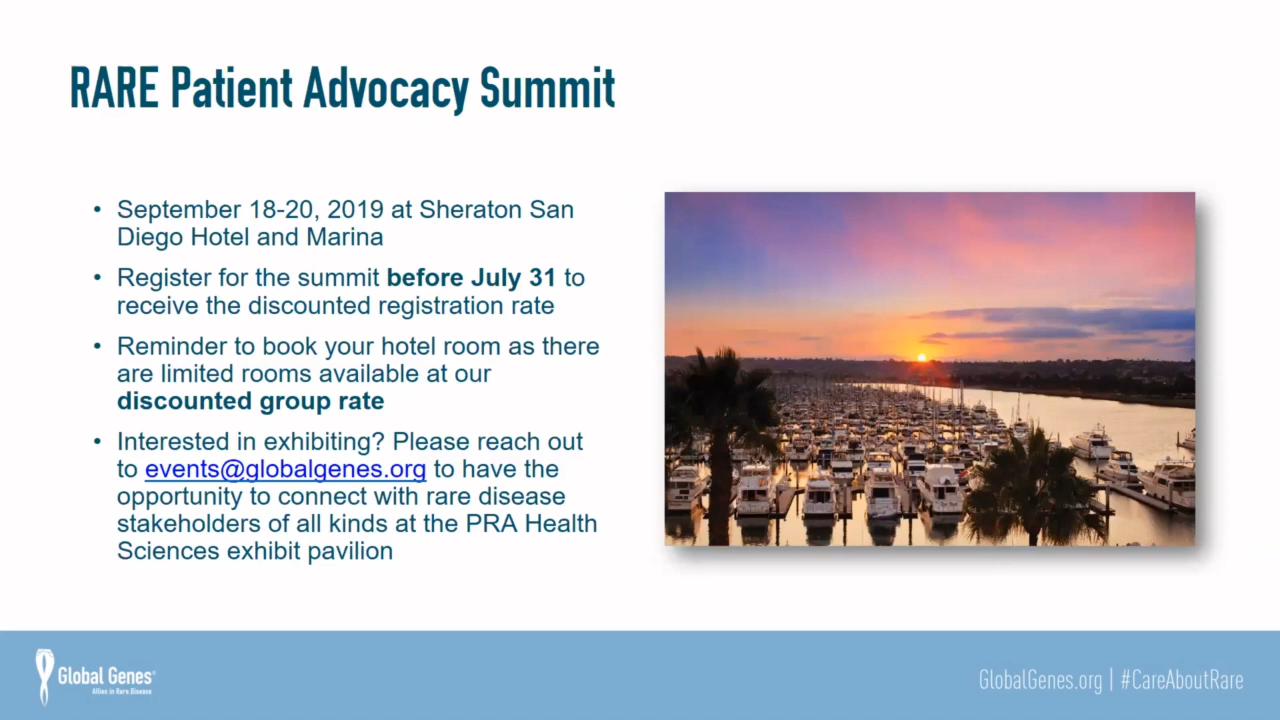 RARE Patient Advocacy Summit
• September 18-20, 2019 at Sheraton San
Diego Hotel and Marina
• Register for the summit before July 31 to
receive the discounted registration rate
• Reminder to book your hotel room as there
are limited rooms available at our
discounted group rate
• Interested in exhibiting? Please reach out
to events@globalgenes.org to have the
opportunity to connect with rare disease
stakeholders of all kinds at the PRA Health
Sciences exhibit pavilion
Global Genes®
Allies in Rare Disease
GlobalGenes.org | #CareAboutRare